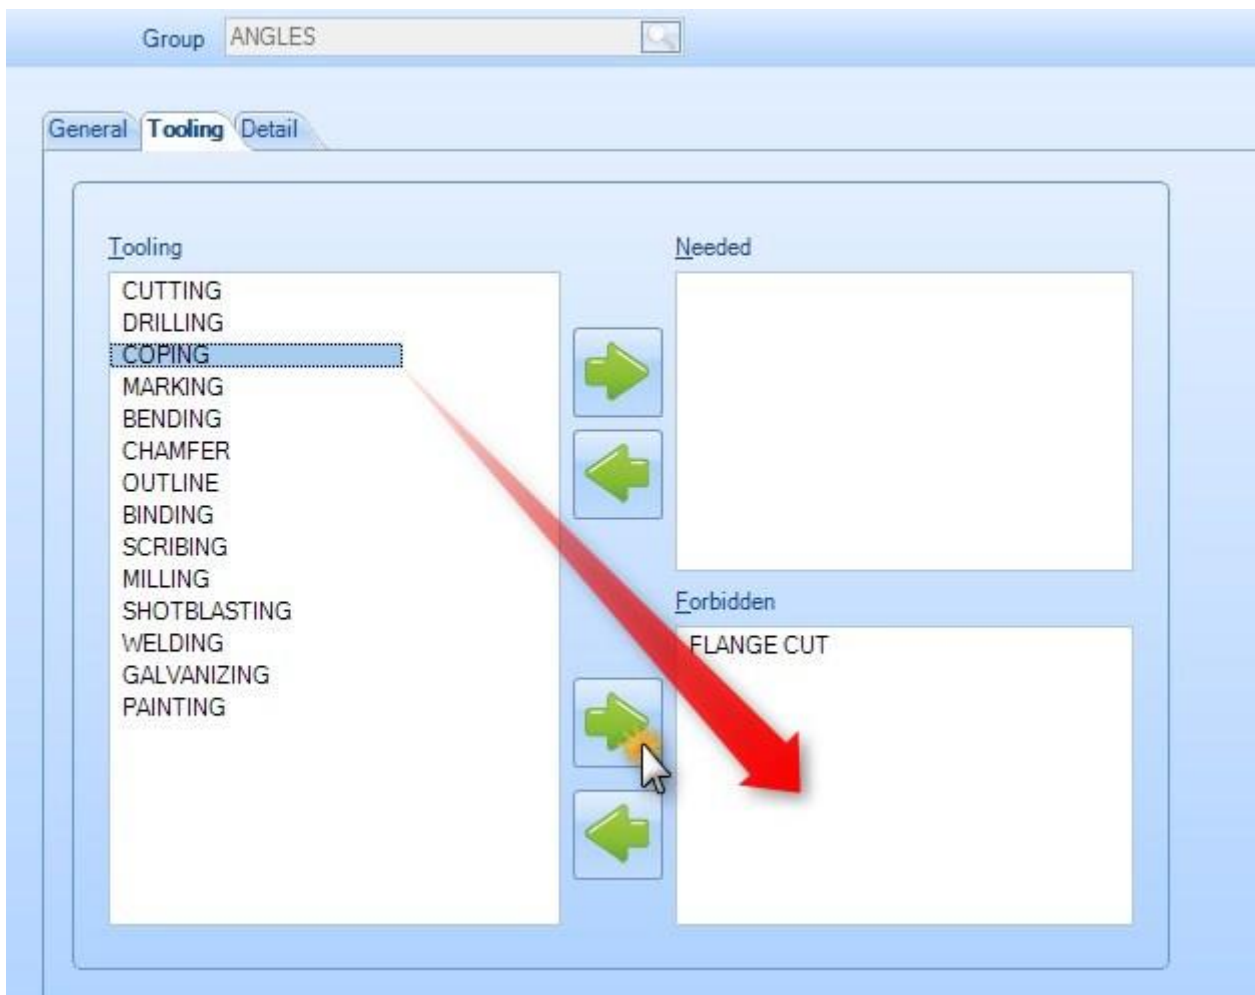 Group ANGLES
General Tooling Detail
Tooling
CUTTING
DRILLING
COPING
MARKING
BENDING
CHAMFER
OUTLINE
BINDING
SCRIBING
MILLING
SHOTBLASTING
WELDING
GALVANIZING
PAINTING
Needed
Forbidden
FLANGE CUT